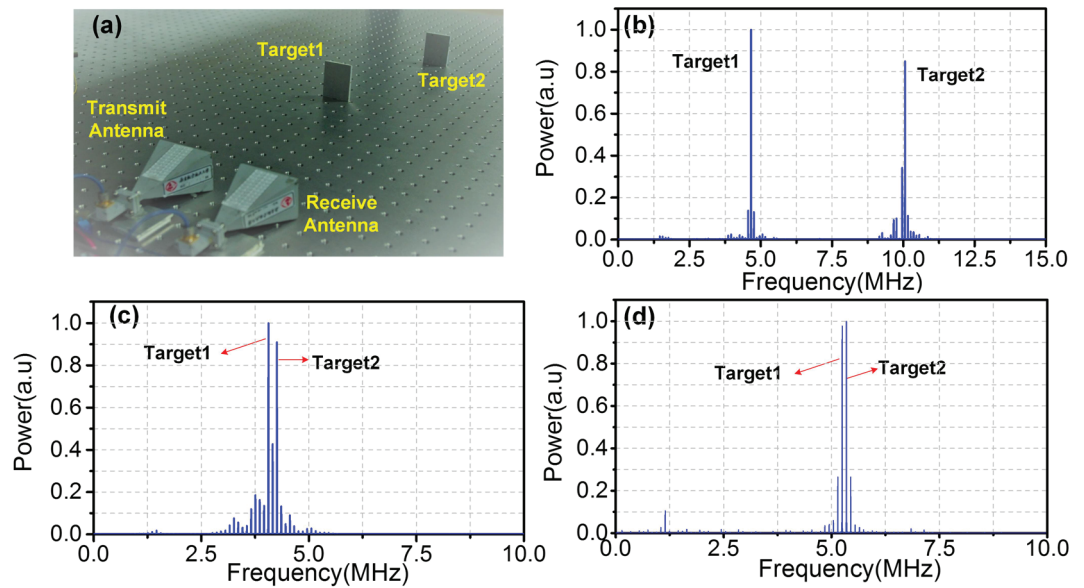 (a)
Target1
Target2
Transmit
Antenna
Receive
Antenna
(b)
Target1
Target2
Power(a.u)
1.0
0.8
0.6
0.4
0.2
0.0
0.0 2.5 5.0 7.5 10.0 12.5 15.0
Frequency(MHz)
(c)
Target1
Target2
Power(a.u)
1.0
0.8
0.6
0.4
0.2
0.0
0.0 2.5 5.0 7.5 10.0
Frequency(MHz)
(d)
Target1
Target2
Power(a.u)
1.0
0.8
0.6
0.4
0.2
0.0
0.0 2.5 5.0 7.5 10.0
Frequency(MHz)